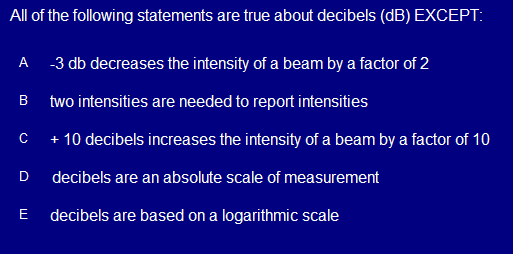 All of the following statements are true about decibels (dB) EXCEPT:
A -3 db decreases the intensity of a beam by a factor of 2
B two intensities are needed to report intensities
C + 10 decibels increases the intensity of a beam by a factor of 10
D decibels are an absolute scale of measurement
E decibels are based on a logarithmic scale